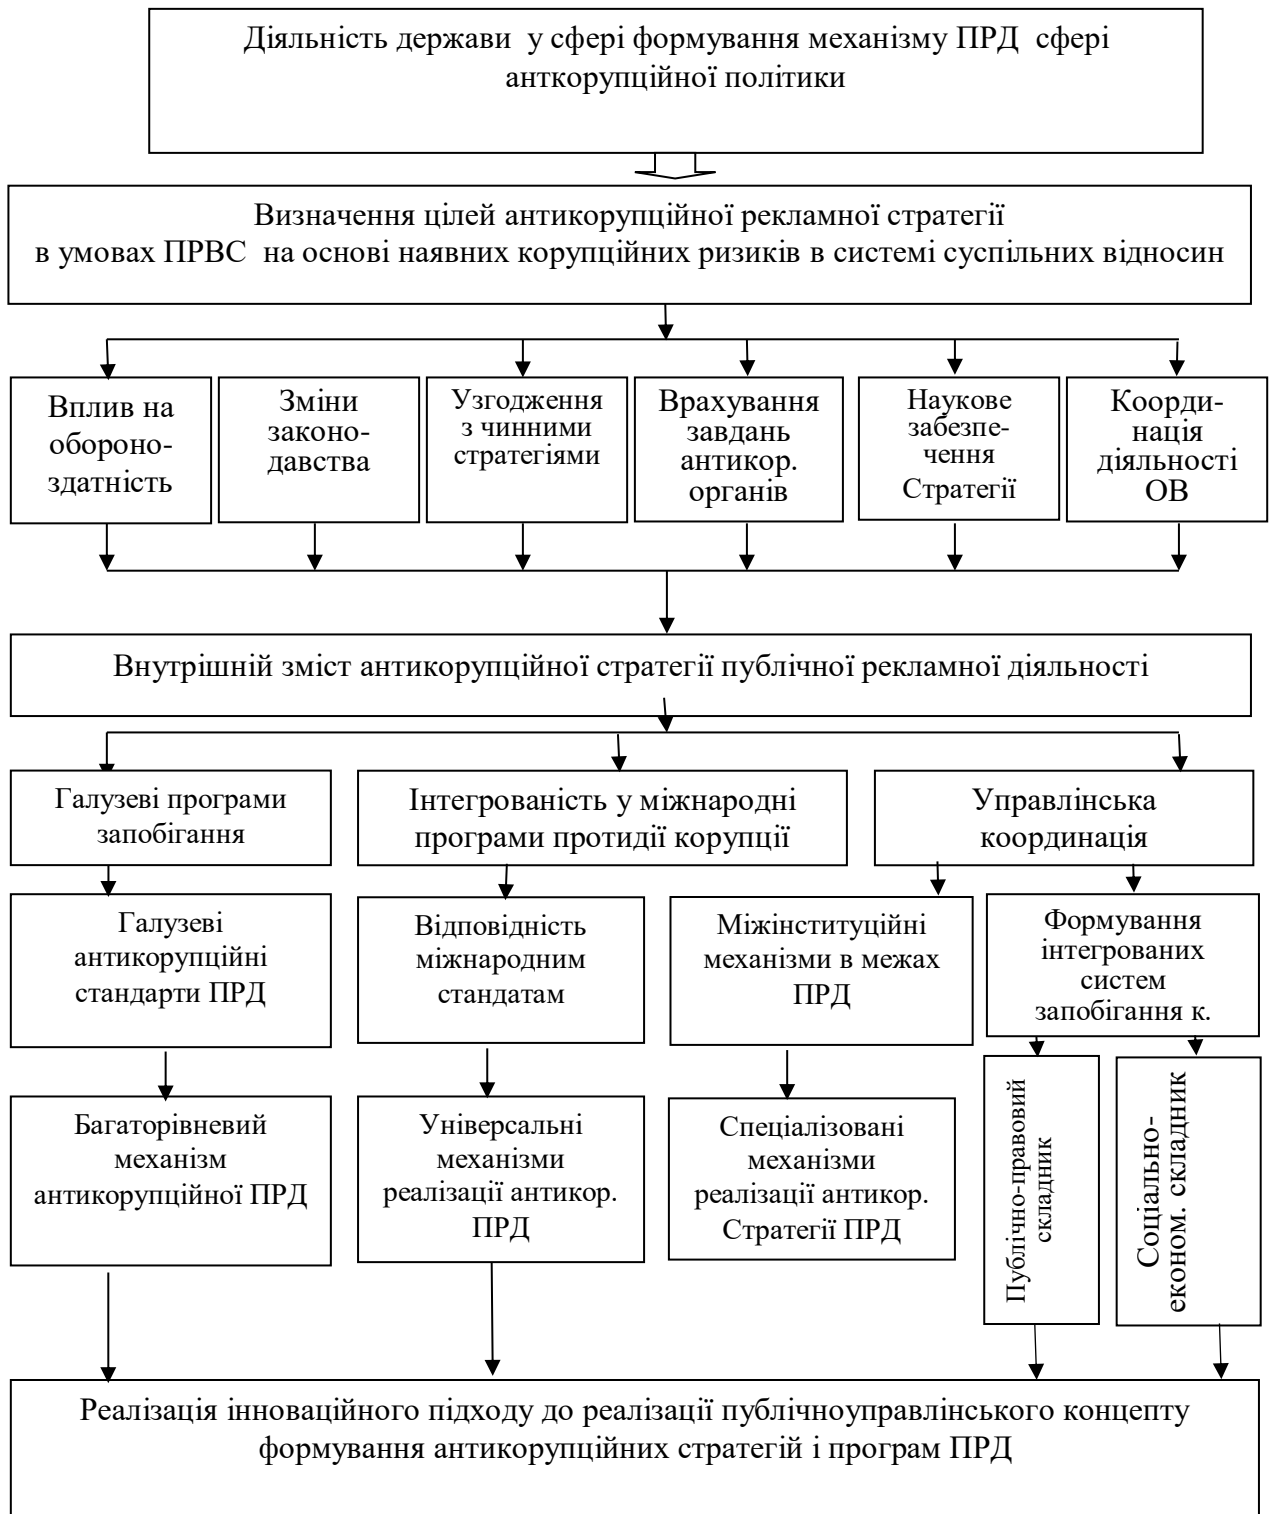 Діяльність держави у сфері формування механізму ПРД сфері
анткорупційної політики
Визначення цілей антикорупційної рекламної стратегії
в умовах ПРВС на основі наявних корупційних ризиків в системі суспільних відносин
Вплив на
обороно-
здатність
Зміни
законо-
давства
Узгодження
з чинними
стратегіями
Врахування
завдань
антикор.
органів
Наукове
забезпе-
чення
Стратегії
Коорди-
нація
діяльності
ОВ
Внутрішній зміст антикорупційної стратегії публічної рекламної діяльності
Галузеві програми
запобігання
Інтегрованість у міжнародні
програми протидії корупції
Управлінська
координація
Галузеві
антикорупційні
стандарти ПРД
Відповідність
міжнародним
стандатам
Міжінституційні
механізми в межах
ПРД
Формування
інтегрованих
систем
запобігання к.
Багаторівневий
механізм
антикорупційної ПРД
Універсальні
механізми
реалізації антикор.
ПРД
Спеціалізовані
механізми
реалізації антикор.
Стратегії ПРД
Публічно-правовий
складник
Соціально-
економ. складник
Реалізація інноваційного підходу до реалізації публічноуправлінського концепту
формування антикорупційних стратегій і програм ПРД